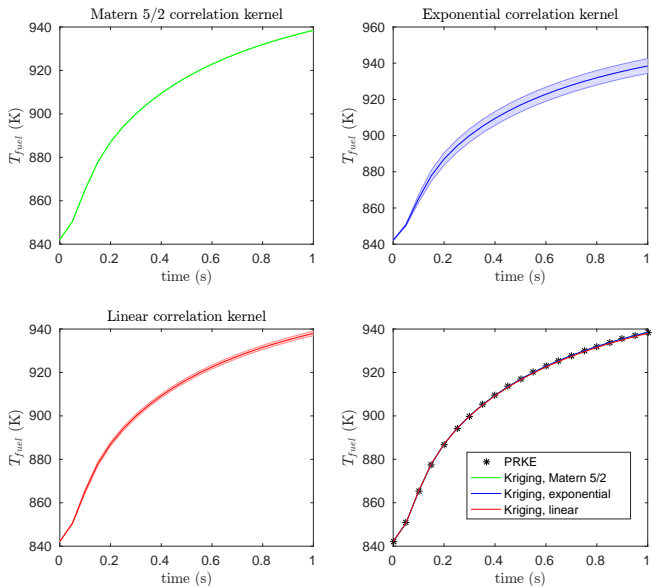 Matern 5/2 correlation kernel
940
920
900
880
860
840
T_fuel (K)
0 0.2 0.4 0.6 0.8 1
time (s)
Exponential correlation kernel
960
940
920
900
880
860
840
T_fuel (K)
0 0.2 0.4 0.6 0.8 1
time (s)
Linear correlation kernel
940
920
900
880
860
840
T_fuel (K)
0 0.2 0.4 0.6 0.8 1
time (s)
940
920
900
880
860
840
T_fuel (K)
PRKE
Kriging, Matern 5/2
Kriging, exponential
Kriging, linear
0 0.2 0.4 0.6 0.8 1
time (s)